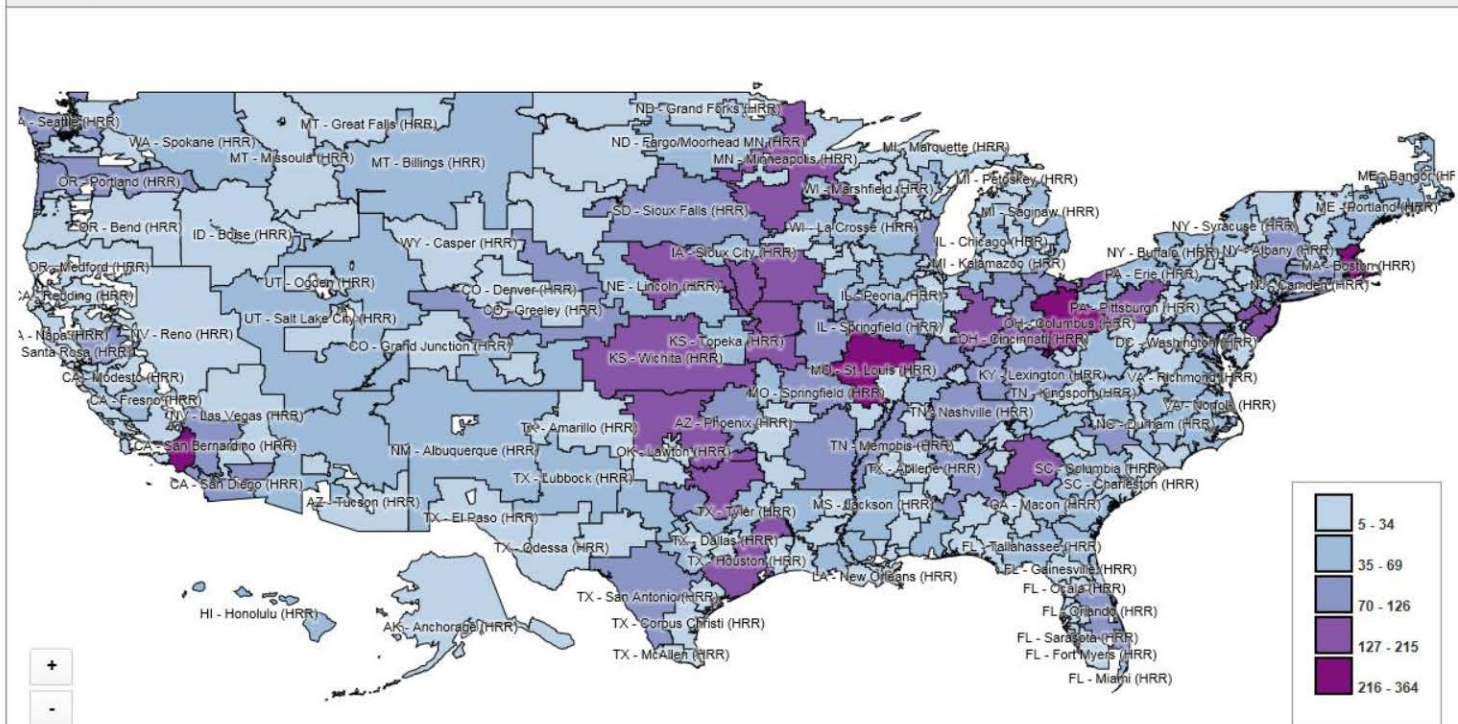 ND - Grand Forks (HRR)
A - Seattle (HRR)
MT - Great Falls (HRR)
WA - Spokane (HRR)
ND - Fargo/Moorhead MN (HRR)
MI - Marquette (HRR)
MT - Missoula (HRR)
MT - Billings (HRR)
MN - Minneapolis (HRR)
OR - Portland (HRR)
MI - Petoskey (HRR)
ME - Bangor (HF
WI - Marshfield (HRR)
SD - Sioux Falls (HRR)
MI - Saginaw (HRR)
ME - Portland (HRR)
OR - Bend (HRR)
ID - Boise (HRR)
WI - La Crosse (HRR)
NY - Syracuse (HRR)
WY - Casper (HRR)
IL - Chicago (HRR)
IA - Sioux City (HRR)
NY - Buffalo (HRR)
NY - Albany (HRR)
OR - Medford (HRR)
MI - Kalamazoo (HRR)
MA - Boston (HRR)
UT - Ogden (HRR)
PA - Erie (HRR)
CO - Denver (HRR)
NE - Lincoln (HRR)
NJ - Camden (HRR)
CA - Redding (HRR)
IL - Peoria (HRR)
CO - Greeley (HRR)
PA - Pittsburgh (HRR)
UT - Salt Lake City (HRR)
OH - Columbus (HRR)
A - Napa (HRR)
NV - Reno (HRR)
IL - Springfield (HRR)
OH - Cincinnati (HRR)
KS - Topeka (HRR)
DC - Washington (HRR)
Santa Rosa (HRR)
CO - Grand Junction (HRR)
KS - Wichita (HRR)
MO - St. Louis (HRR)
KY - Lexington (HRR)
CA - Modesto (HRR)
VA - Richmond (HRR)
MO - Springfield (HRR)
TN - Kingsport (HRR)
CA - Fresno (HRR)
VA - Norfolk (HRR)
NV - Las Vegas (HRR)
TN - Nashville (HRR)
AZ - Phoenix (HRR)
TX - Amarillo (HRR)
NC - Durham (HRR)
CA - San Bernardino (HRR)
TN - Memphis (HRR)
NM - Albuquerque (HRR)
OK - Lawton (HRR)
TX - Abilene (HRR)
SC - Columbia (HRR)
TX - Lubbock (HRR)
CA - San Diego (HRR)
SC - Charleston (HRR)
AZ - Tucson (HRR)
MS - Jackson (HRR)
GA - Macon (HRR)
TX - Tyler (HRR)
TX - El Paso (HRR)
TX - Dallas (HRR)
TX - Odessa (HRR)
FL - Tallahassee (HRR)
TX - Houston (HRR)
FL - Gainesville (HRR)
LA - New Orleans (HRR)
FL - Ocala (HRR)
TX - San Antonio (HRR)
HI - Honolulu (HRR)
FL - Orlando (HRR)
TX - Corpus Christi (HRR)
AK - Anchorage (HRR)
FL - Sarasota (HRR)
TX - McAllen (HRR)
FL - Fort Myers (HRR)
FL - Miami (HRR)
5 - 34
35 - 69
70 - 126
127 - 215
216 - 364
+
-